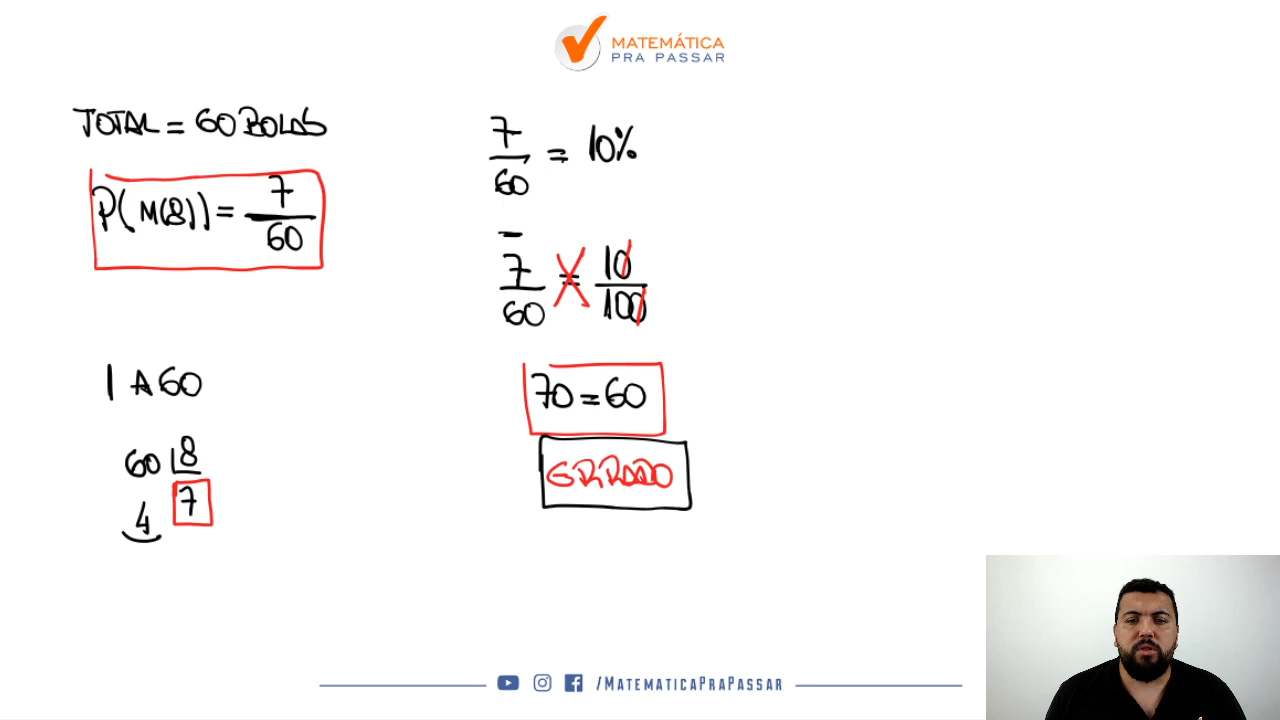 MATEMÁTICA
PRA PASSAR
TOTAL = 60 BOLAS
P(M(8)) = 7/60
1 A 60
60 | 8
4 7
7/60 = 10%
7/60 = 10/100
70 = 60
ERRADO
/MATEMATICAPRAPASSAR